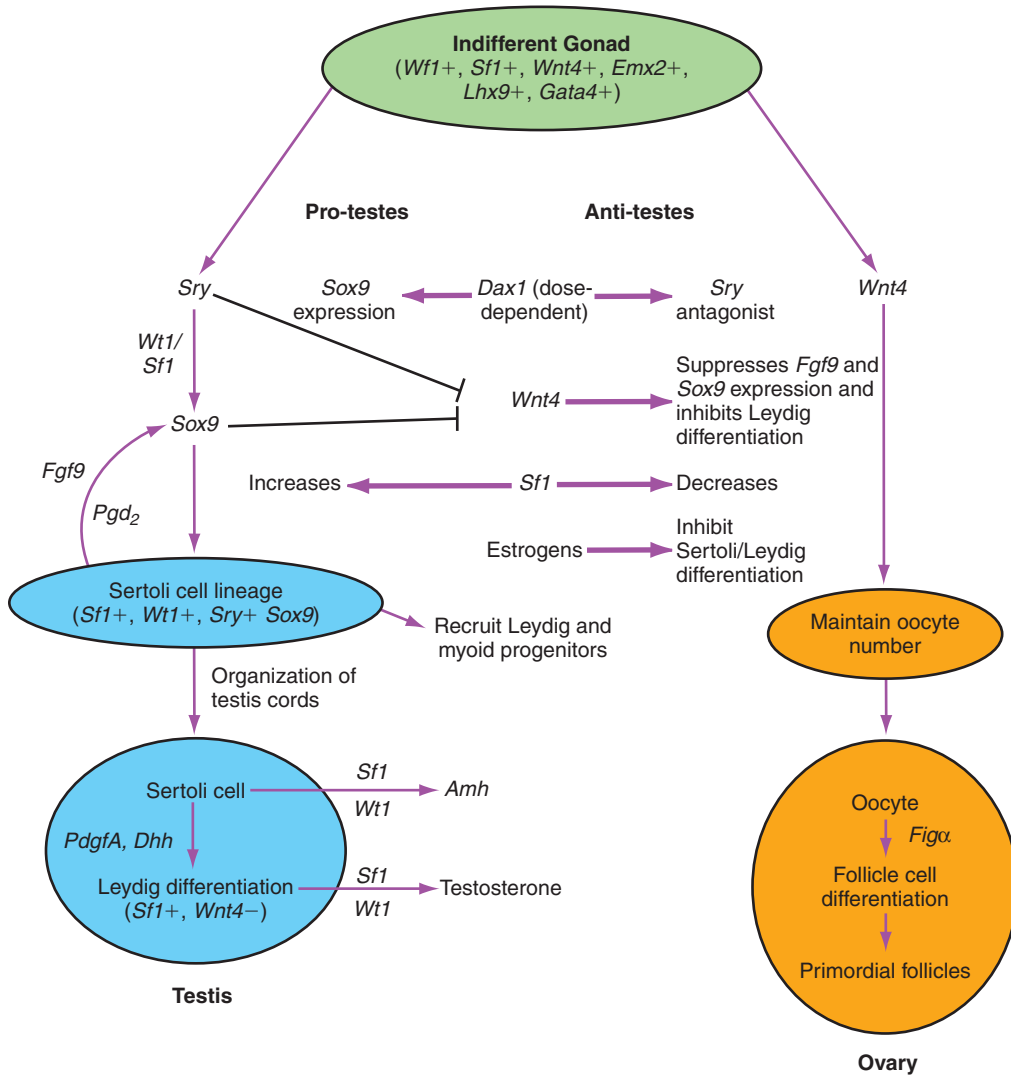 Indifferent Gonad
(Wf1+, Sf1+, Wnt4+, Emx2+,
Lhx9+, Gata4+)
Pro-testes
Anti-testes
Sry
Sox9
expression
Dax1 (dose-
dependent)
Sry
antagonist
Wnt4
Wt1/
Sf1
Sox9
Wnt4
Suppresses Fgf9 and
Sox9 expression and
inhibits Leydig
differentiation
Fgf9
Pgd2
Increases
Sf1
Decreases
Estrogens
Inhibit
Sertoli/Leydig
differentiation
Sertoli cell lineage
(Sf1+, Wt1+, Sry+ Sox9)
Recruit Leydig and
myoid progenitors
Maintain oocyte
number
Organization of
testis cords
Sertoli cell
Sf1
Wt1
Amh
PdgfA, Dhh
Leydig differentiation
(Sf1+, Wnt4−)
Sf1
Wt1
Testosterone
Testis
Oocyte
Figα
Follicle cell
differentiation
Primordial follicles
Ovary